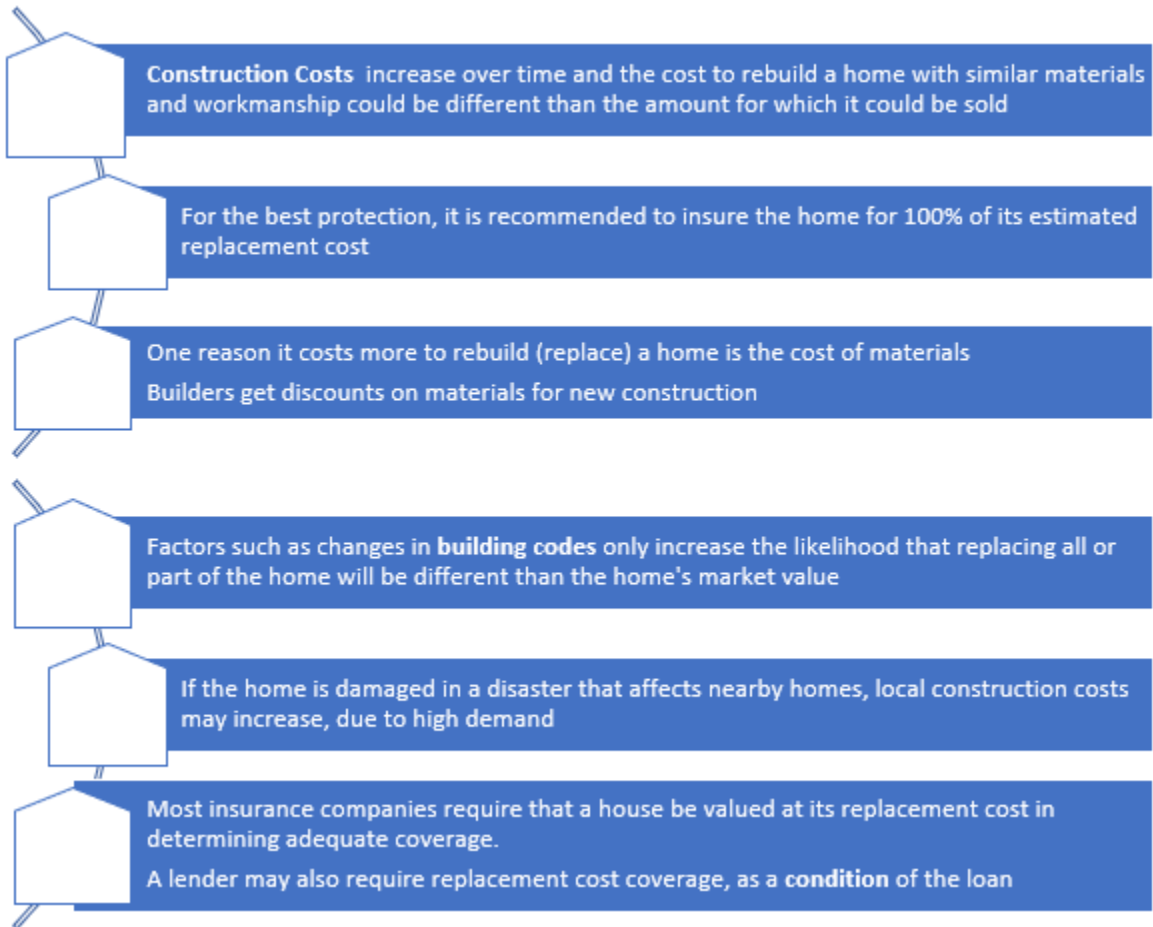 Construction Costs increase over time and the cost to rebuild a home with similar materials
and workmanship could be different than the amount for which it could be sold
For the best protection, it is recommended to insure the home for 100% of its estimated
replacement cost
One reason it costs more to rebuild (replace) a home is the cost of materials
Builders get discounts on materials for new construction
Factors such as changes in building codes only increase the likelihood that replacing all or
part of the home will be different than the home's market value
If the home is damaged in a disaster that affects nearby homes, local construction costs
may increase, due to high demand
Most insurance companies require that a house be valued at its replacement cost in
determining adequate coverage.
A lender may also require replacement cost coverage, as a condition of the loan